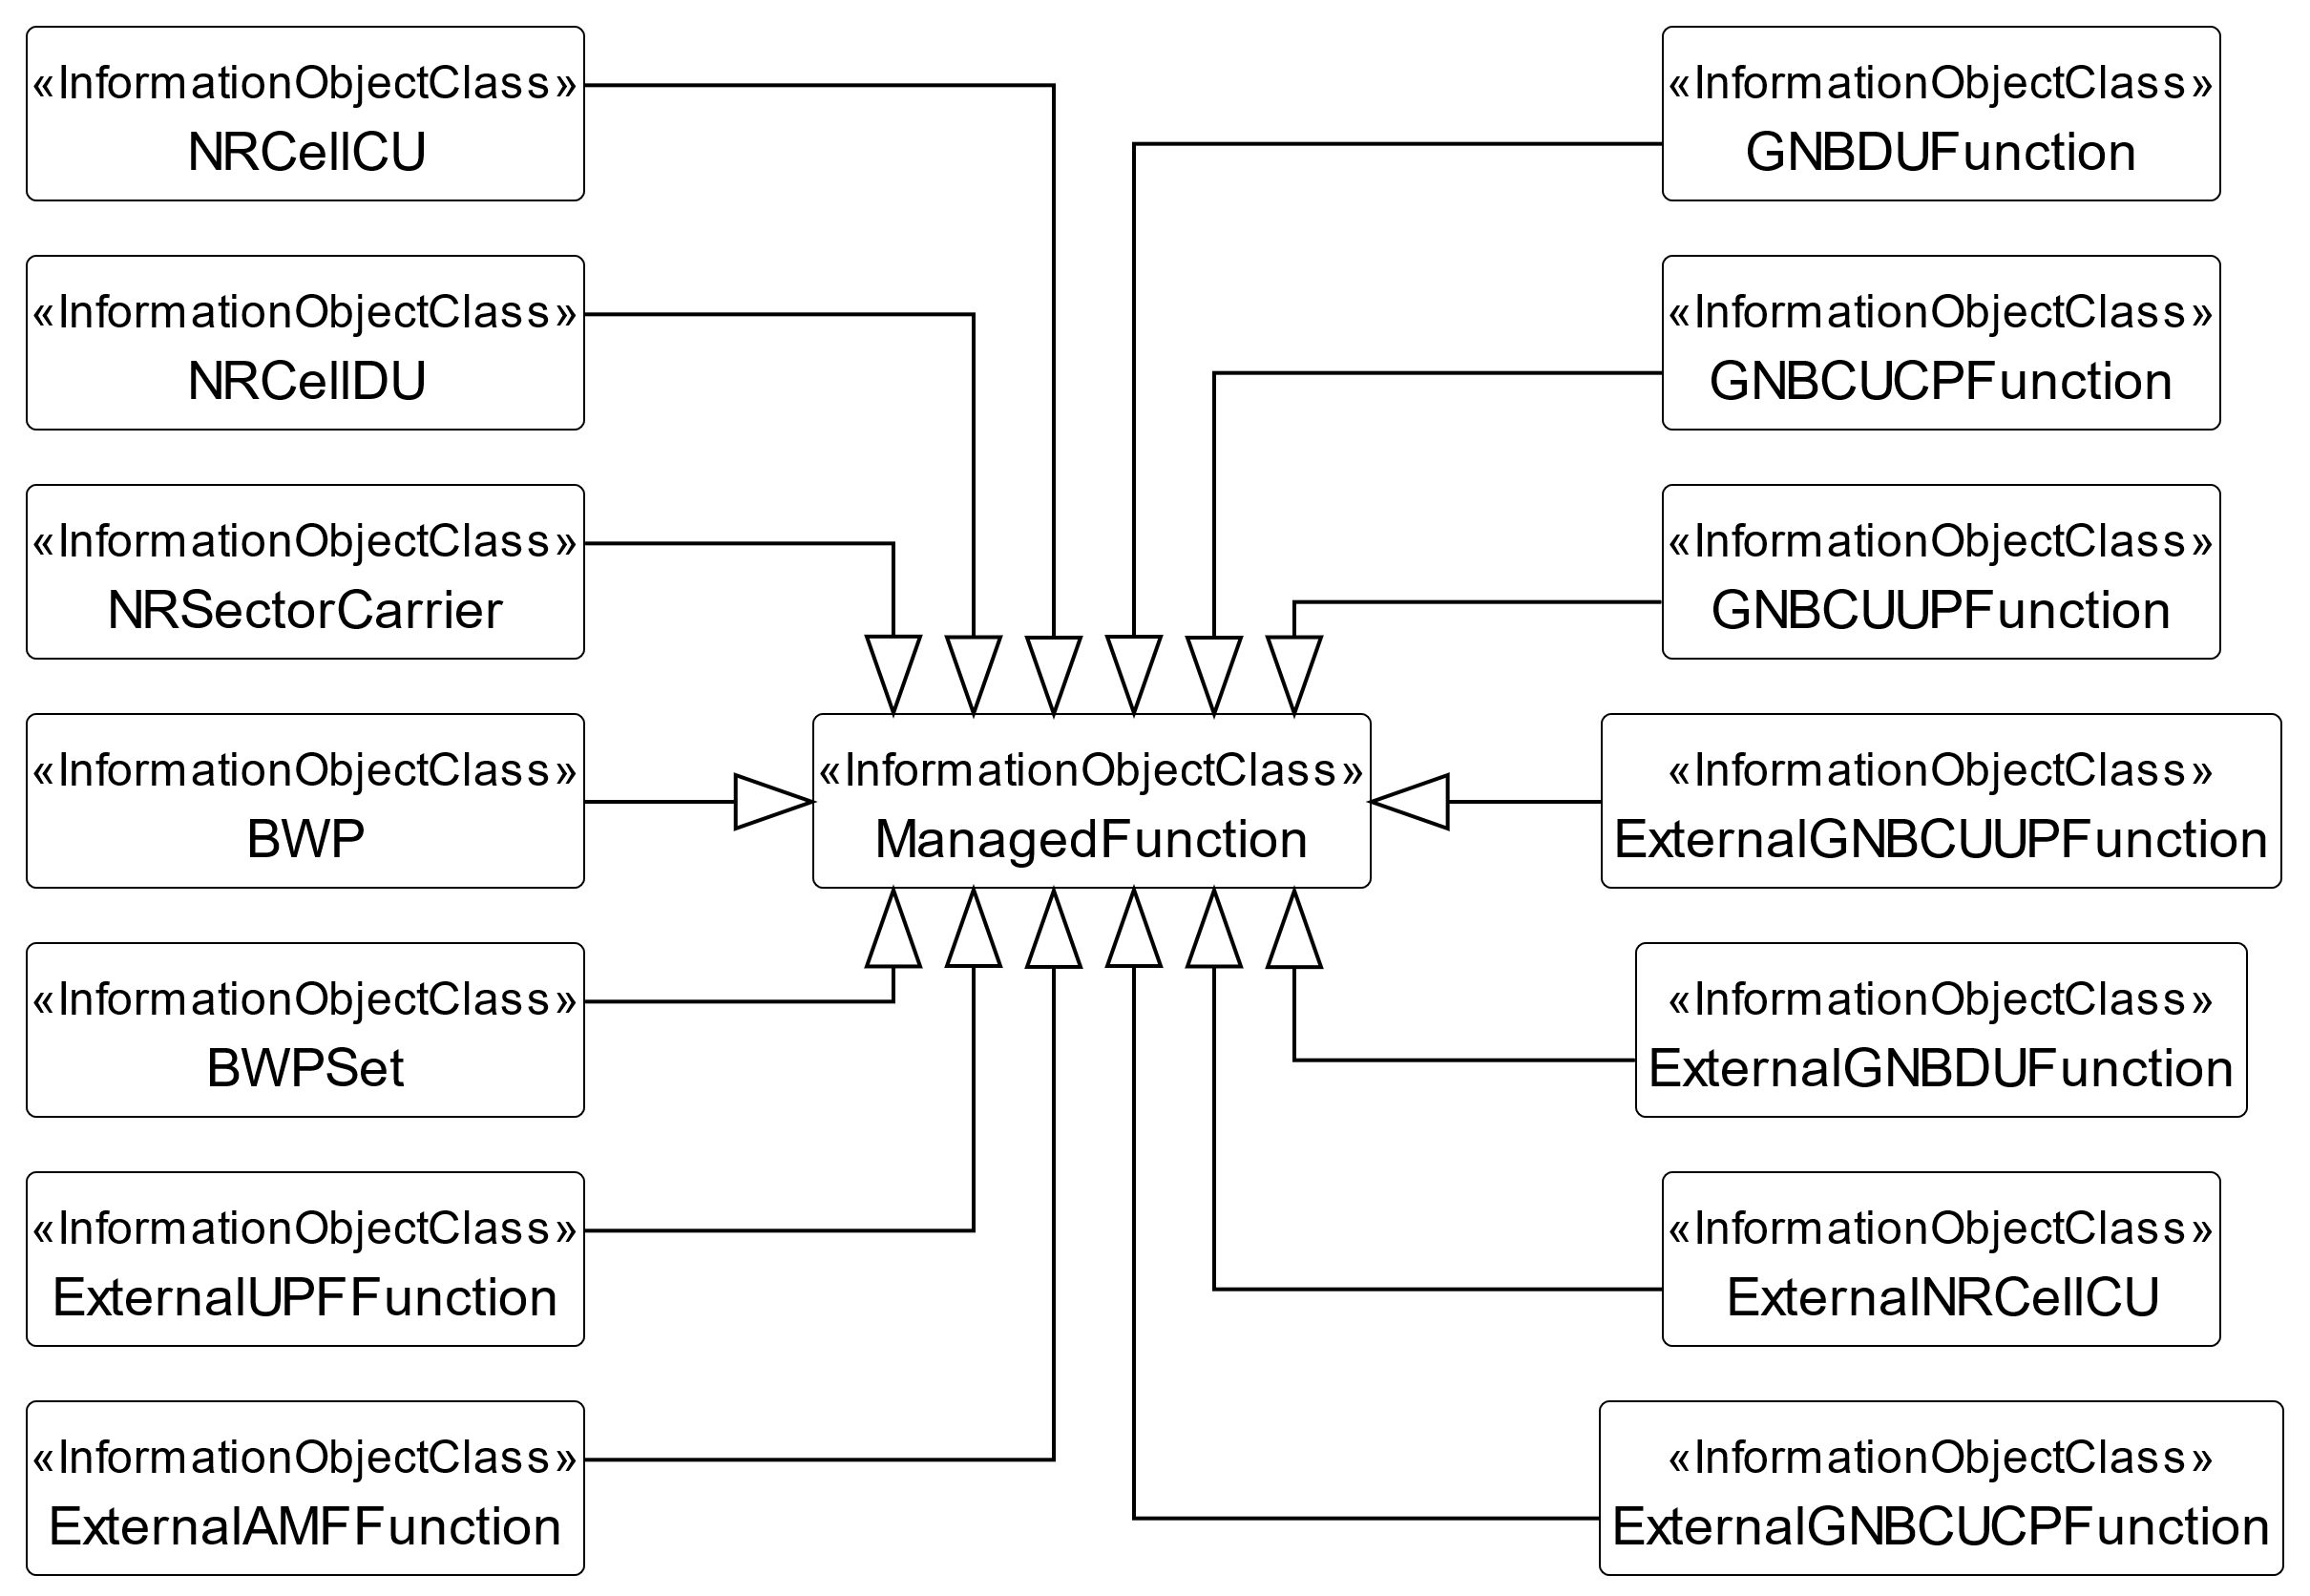 «InformationObjectClass»
NRCellCU
«InformationObjectClass»
GNBDUFunction
«InformationObjectClass»
NRCellDU
«InformationObjectClass»
GNBCUCPFunction
«InformationObjectClass»
NRSectorCarrier
«InformationObjectClass»
GNBCUUPFunction
«InformationObjectClass»
BWP
«InformationObjectClass»
ManagedFunction
«InformationObjectClass»
ExternalGNBCUUPFunction
«InformationObjectClass»
BWPSet
«InformationObjectClass»
ExternalGNBDUFunction
«InformationObjectClass»
ExternalUPFFunction
«InformationObjectClass»
ExternalNRCellCU
«InformationObjectClass»
ExternalAMFFunction
«InformationObjectClass»
ExternalGNBCUCPFunction